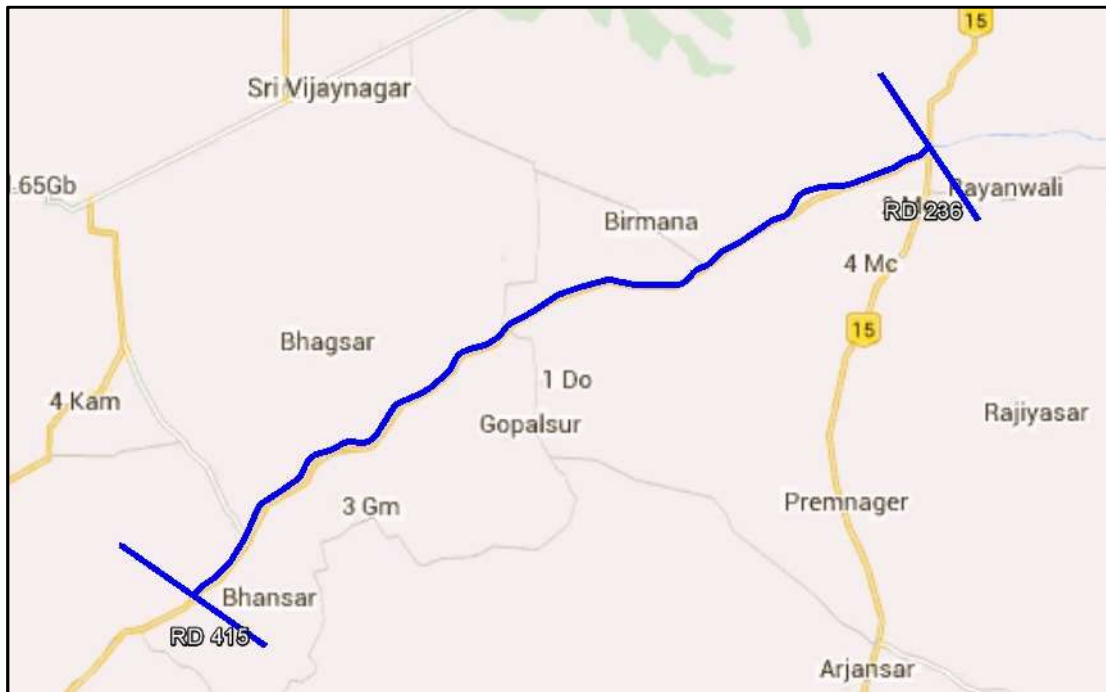 15
Sri Vijaynagar
.65Gb
Rayanwali
RD 236
Birmana
4 Mc
15
Bhagsar
1 Do
4 Kam
Gopalsur
Rajiyasar
3 Gm
Premnager
Bhansar
RD 415
Arjansar